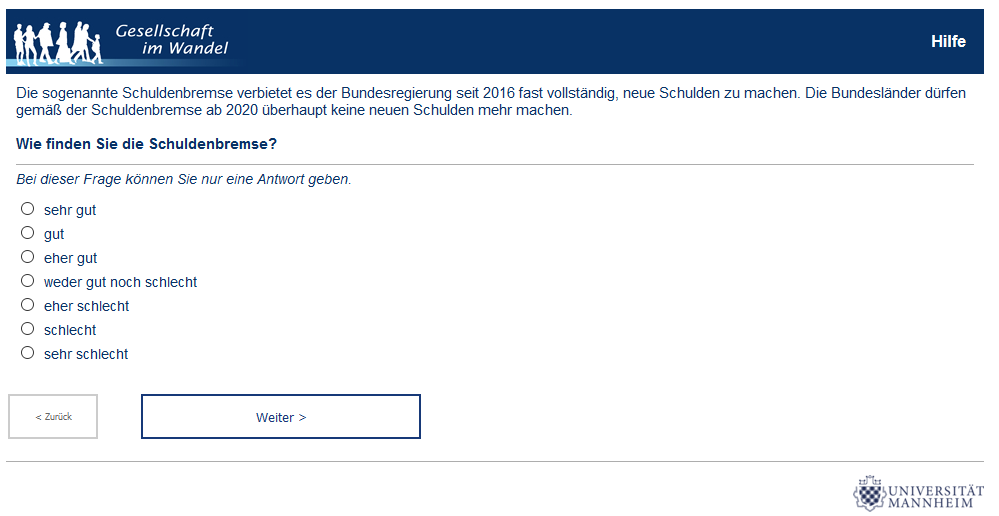 Gesellschaft
im Wandel
Hilfe
Die sogenannte Schuldenbremse verbietet es der Bundesregierung seit 2016 fast vollständig, neue Schulden zu machen. Die Bundesländer dürfen
gemäß der Schuldenbremse ab 2020 überhaupt keine neuen Schulden mehr machen.
Wie finden Sie die Schuldenbremse?
Bei dieser Frage können Sie nur eine Antwort geben.
sehr gut
gut
eher gut
weder gut noch schlecht
eher schlecht
schlecht
sehr schlecht
< Zurück
Weiter >
UNIVERSITÄT
MANNHEIM